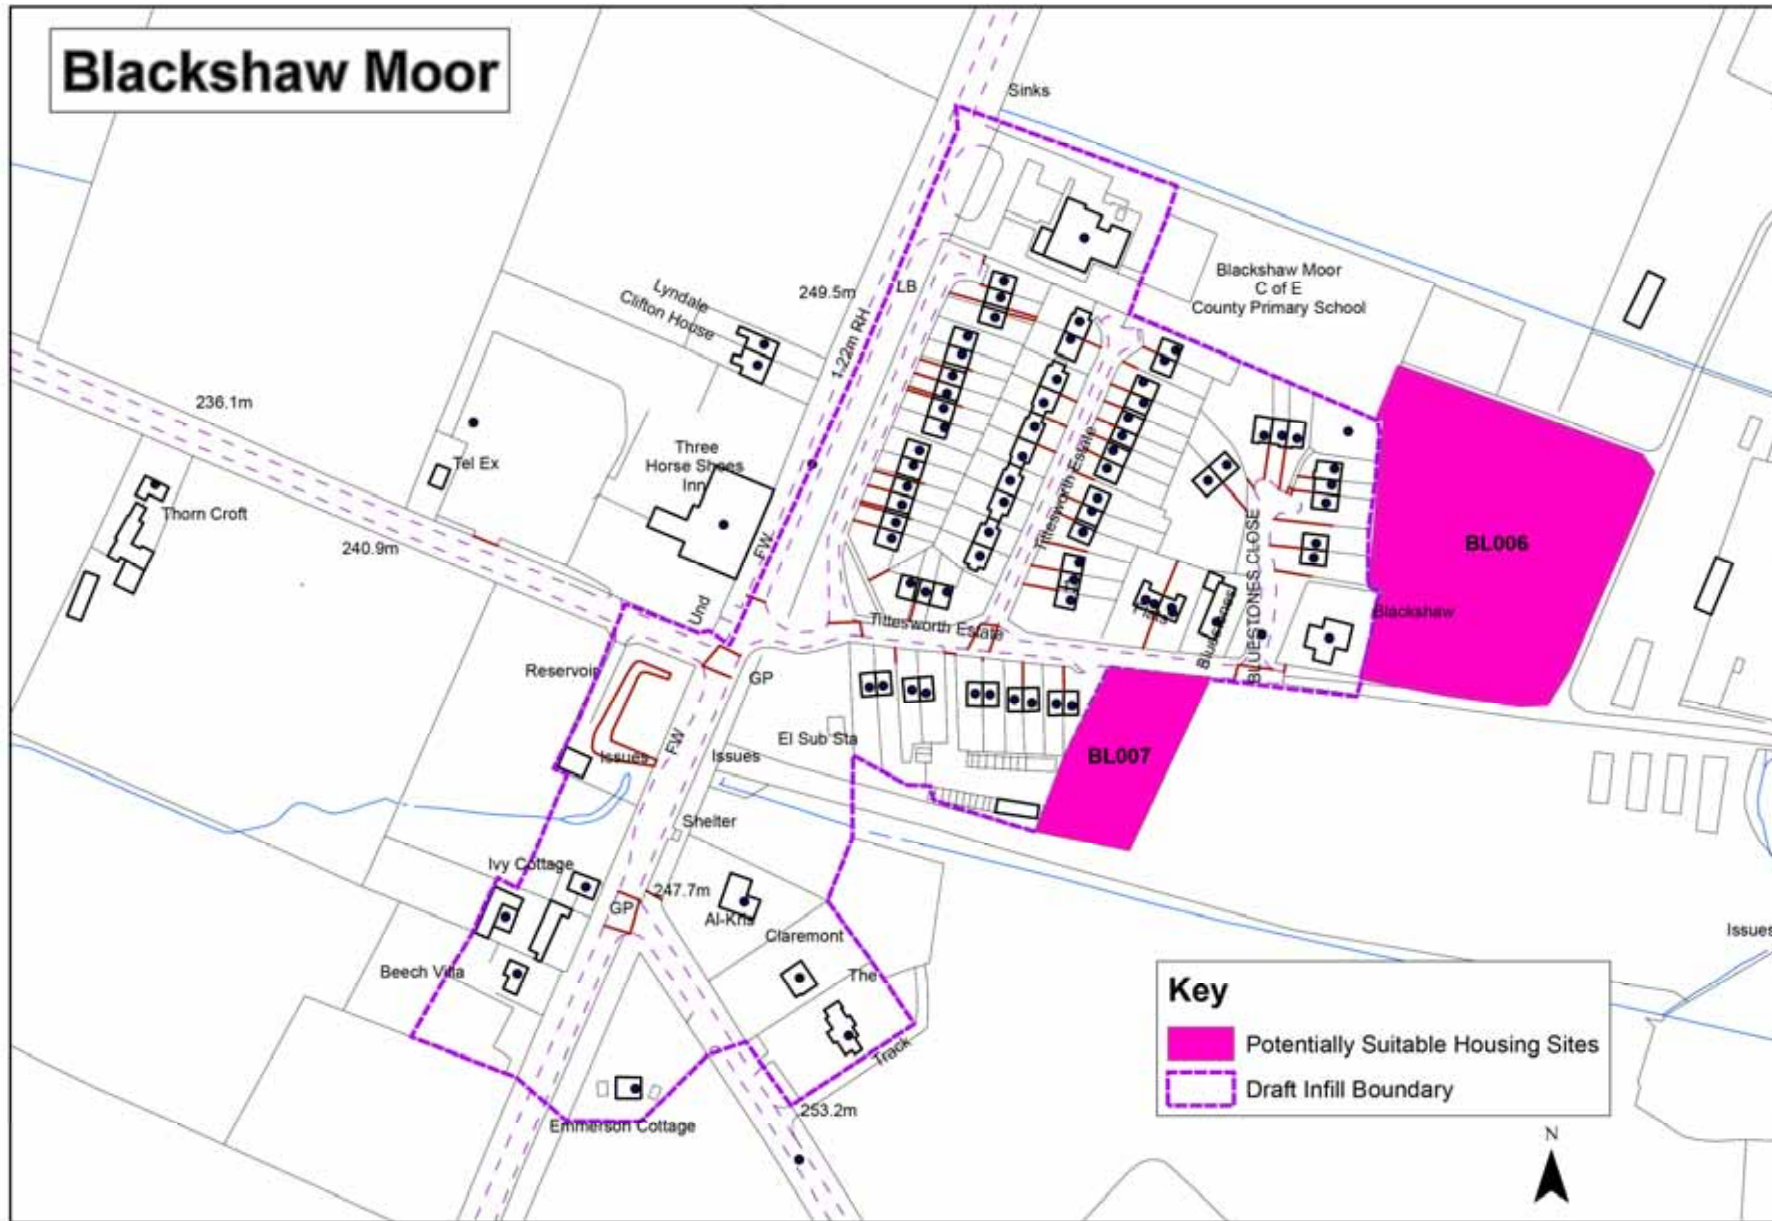 Blackshaw Moor
Sinks
Blackshaw Moor
C of E
County Primary School
Lyndale
Clifton House
249.5m
LB
1.22m RH
236.1m
Tel Ex
Three
Horse Shoes
Inn
Thorn Croft
240.9m
FW
Und
Tittesworth Estate
BLUESTONES CLOSE
BL006
Tittesworth Estate
Bluestones
Blackshaw
Reservoir
GP
BL007
El Sub Sta
Issues
FW
Issues
Shelter
Ivy Cottage
247.7m
GP
Al-Kris
Claremont
The
Track
Beech Villa
253.2m
Emmerson Cottage
Issues
Key
Potentially Suitable Housing Sites
Draft Infill Boundary
N